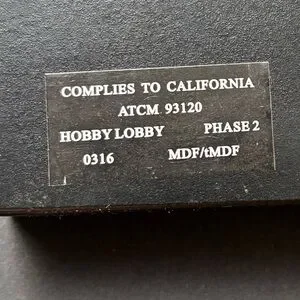 COMPLIES TO CALIFORNIA
ATCM 93120
HOBBY LOBBY PHASE 2
0316 MDF/tMDF